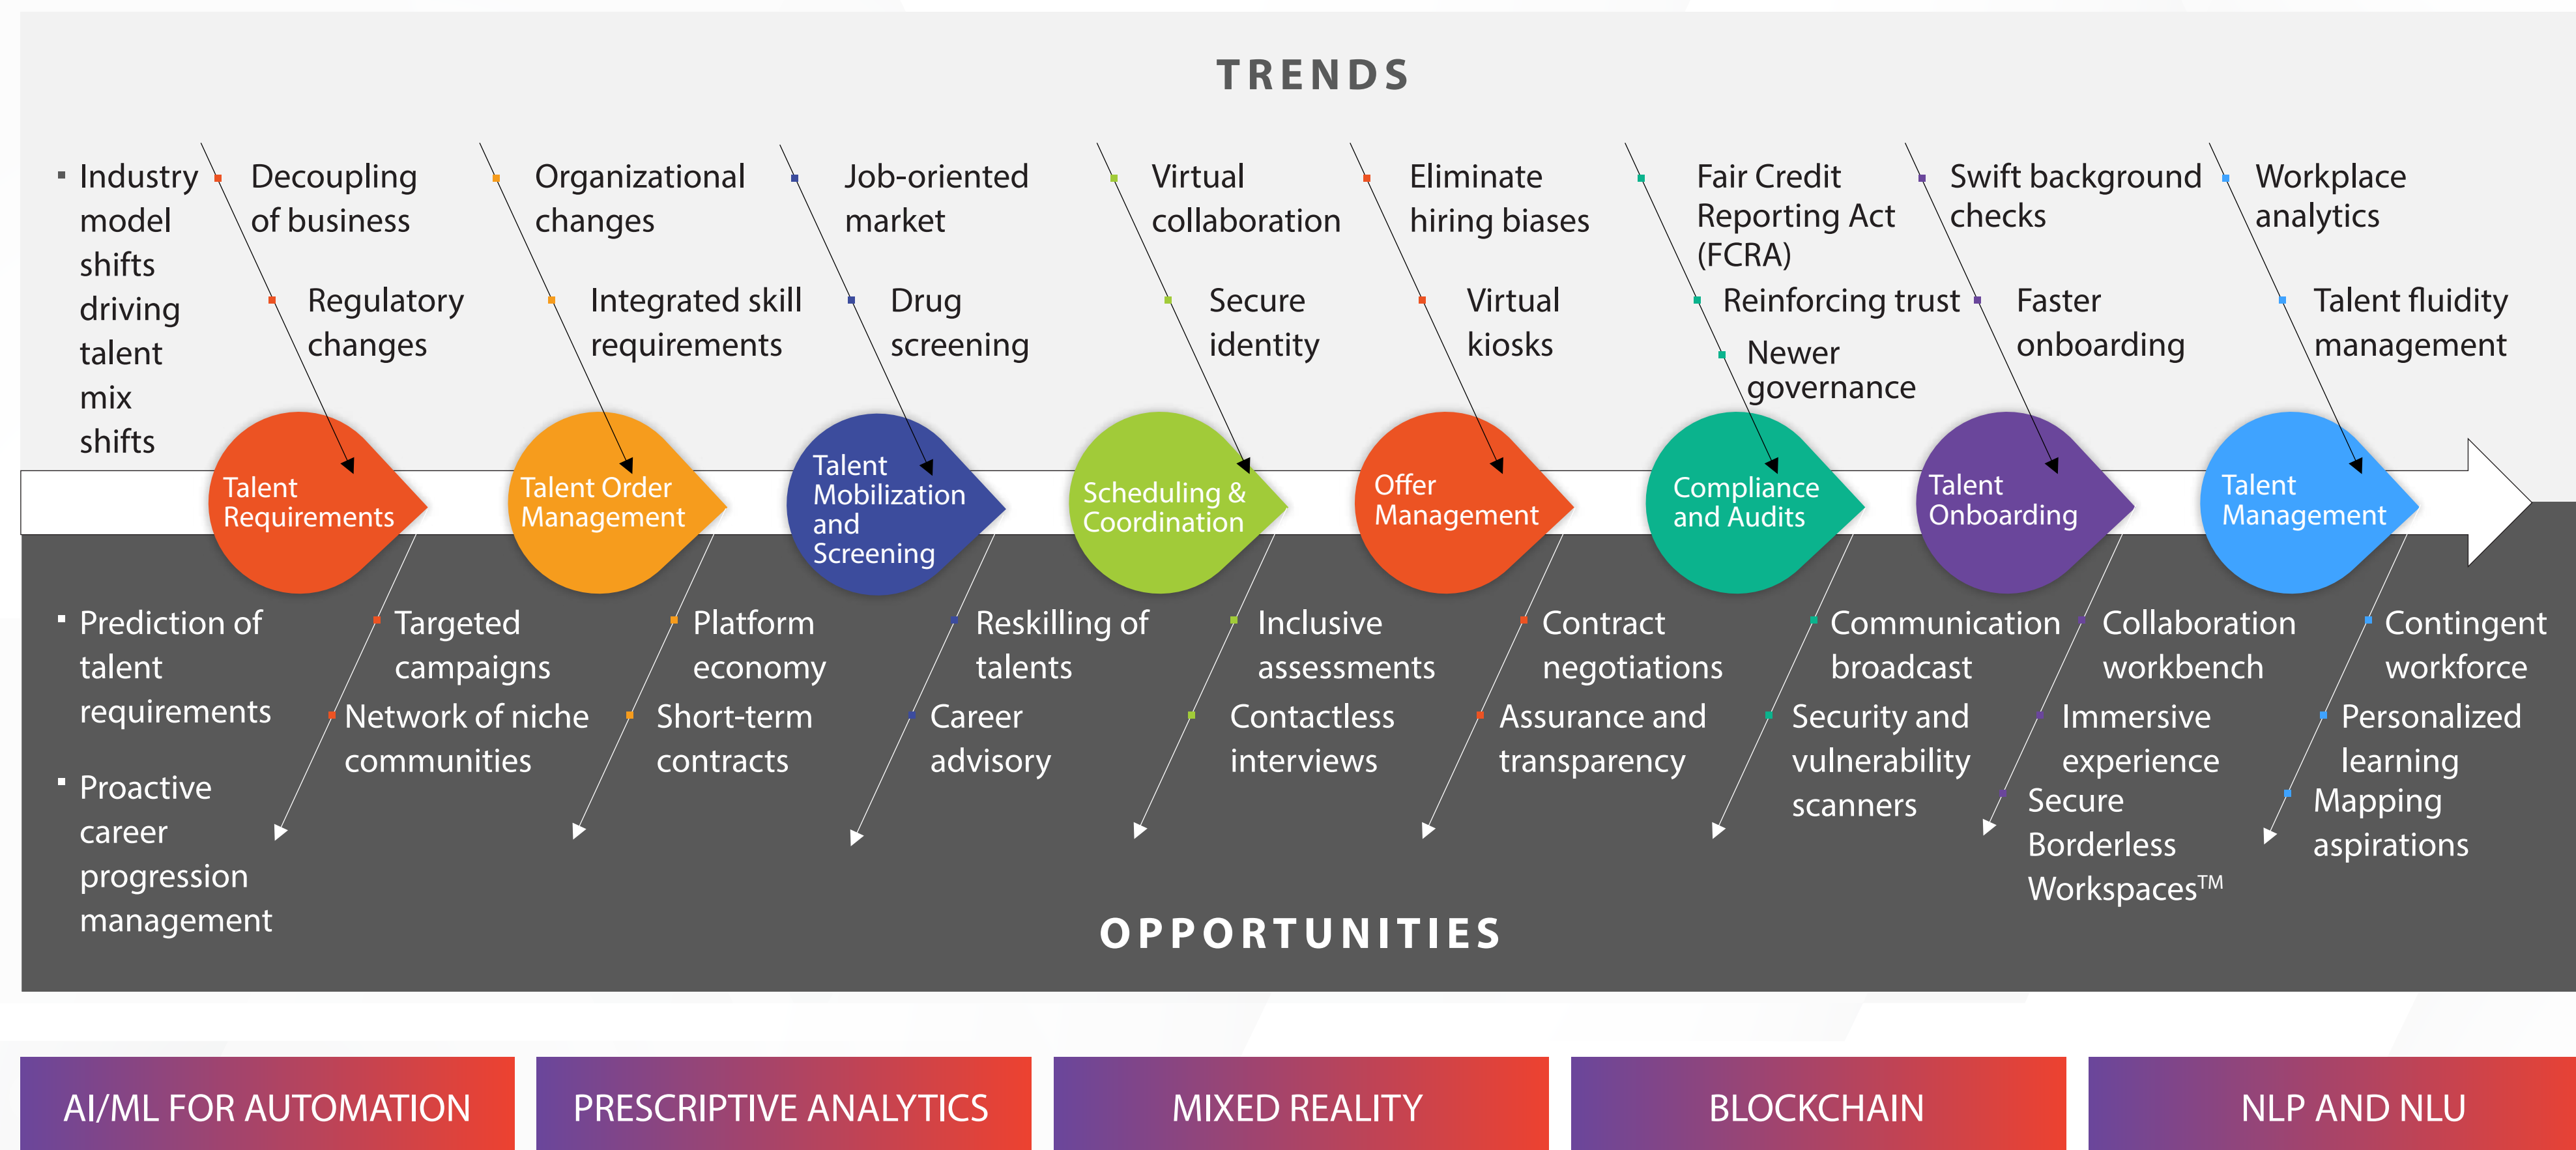 TRENDS
Industry
model
shifts
driving
talent
mix
shifts
Decoupling
of business
Regulatory
changes
Organizational
changes
Integrated skill
requirements
Job-oriented
market
Drug
screening
Virtual
collaboration
Secure
identity
Eliminate
hiring biases
Virtual
kiosks
Fair Credit
Reporting Act
(FCRA)
Reinforcing trust
Newer
governance
Swift background
checks
Faster
onboarding
Workplace
analytics
Talent fluidity
management
Talent
Requirements
Talent Order
Management
Talent
Mobilization
and
Screening
Scheduling &
Coordination
Offer
Management
Compliance
and Audits
Talent
Onboarding
Talent
Management
Prediction of
talent
requirements
Proactive
career
progression
management
Targeted
campaigns
Network of niche
communities
Platform
economy
Short-term
contracts
Reskilling of
talents
Career
advisory
Inclusive
assessments
Contactless
interviews
Contract
negotiations
Assurance and
transparency
Communication
broadcast
Security and
vulnerability
scanners
Collaboration
workbench
Immersive
experience
Secure
Borderless
Workspaces™
Contingent
workforce
Personalized
learning
Mapping
aspirations
OPPORTUNITIES
AI/ML FOR AUTOMATION
PRESCRIPTIVE ANALYTICS
MIXED REALITY
BLOCKCHAIN
NLP AND NLU